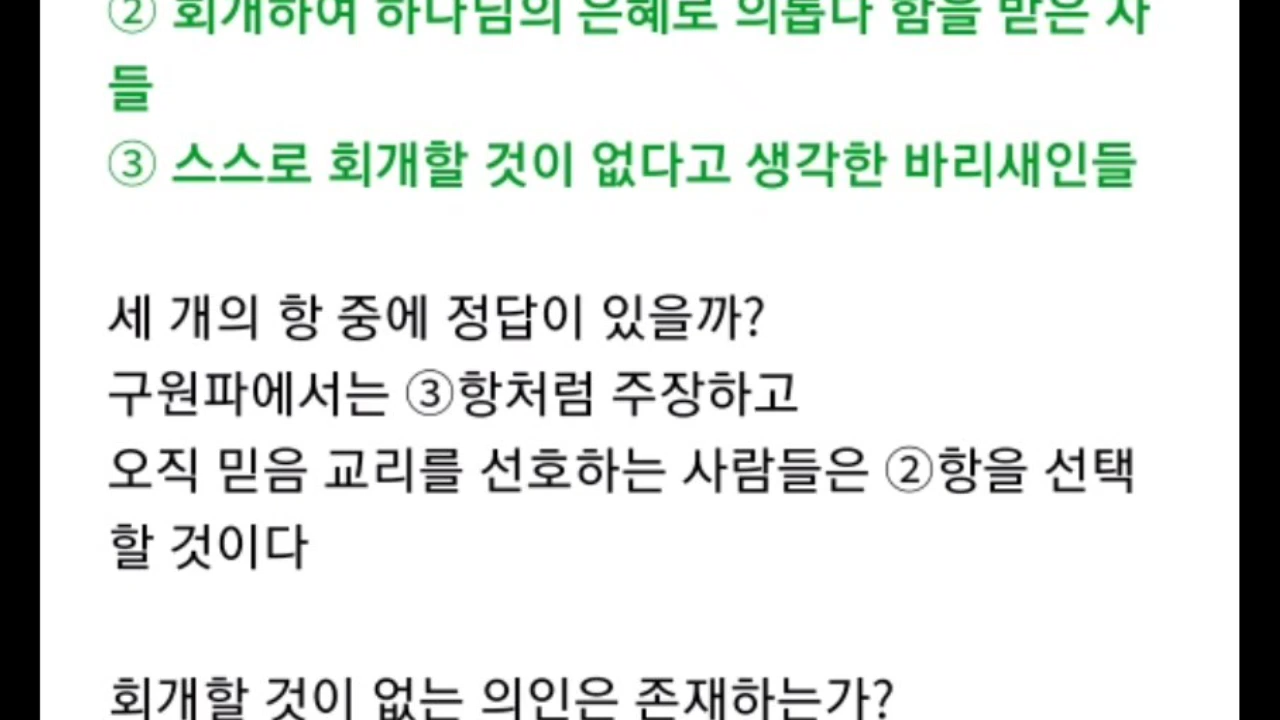 ② 회개하여 하나님의 은혜로 의롭다 함을 받은 자
들
③ 스스로 회개할 것이 없다고 생각한 바리새인들
세 개의 항 중에 정답이 있을까?
구원파에서는 ③항처럼 주장하고
오직 믿음 교리를 선호하는 사람들은 ②항을 선택
할 것이다
회개할 것이 없는 의인은 존재하는가?